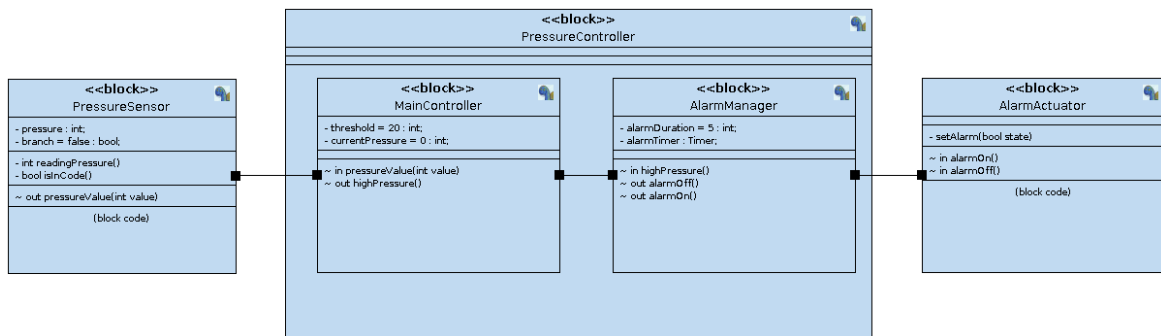 <<block>>
PressureController
<<block>>
PressureSensor
- pressure : int;
- branch = false : bool;
- int readingPressure()
- bool isInCode()
~ out pressureValue(int value)
(block code)
<<block>>
MainController
- threshold = 20 : int;
- currentPressure = 0 : int;
~ in pressureValue(int value)
~ out highPressure()
<<block>>
AlarmManager
- alarmDuration = 5 : int;
- alarmTimer : Timer;
~ in highPressure()
~ out alarmOff()
~ out alarmOn()
<<block>>
AlarmActuator
- setAlarm(bool state)
~ in alarmOn()
~ in alarmOff()
(block code)